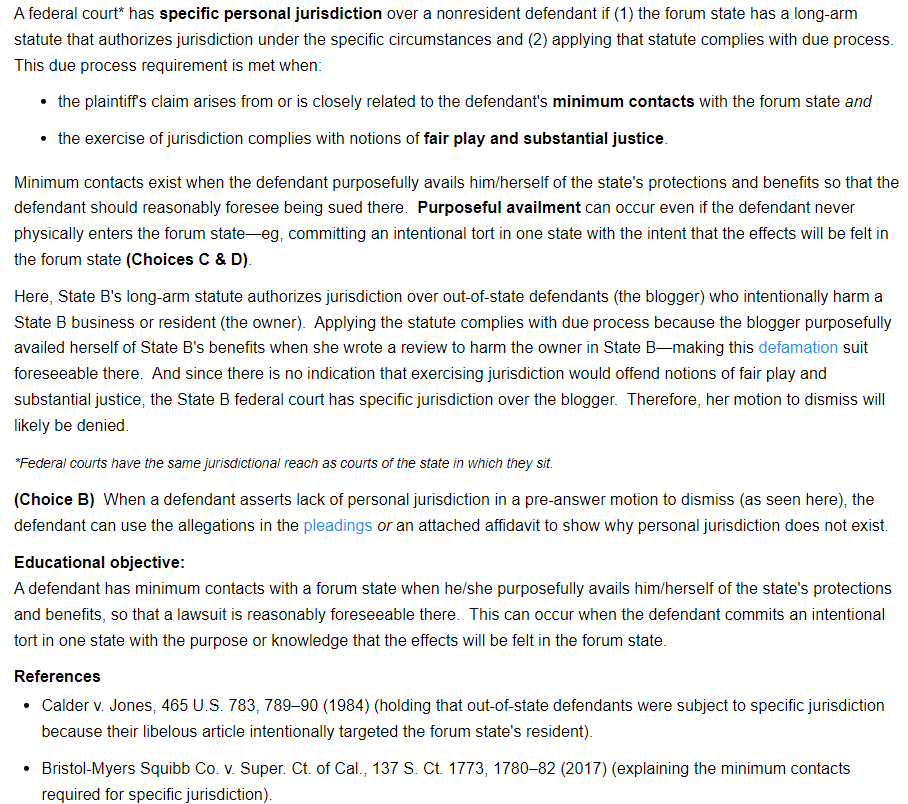 A federal court* has specific personal jurisdiction over a nonresident defendant if (1) the forum state has a long-arm
statute that authorizes jurisdiction under the specific circumstances and (2) applying that statute complies with due process.
This due process requirement is met when:
• the plaintiff's claim arises from or is closely related to the defendant's minimum contacts with the forum state and
• the exercise of jurisdiction complies with notions of fair play and substantial justice.
Minimum contacts exist when the defendant purposefully avails him/herself of the state's protections and benefits so that the
defendant should reasonably foresee being sued there. Purposeful availment can occur even if the defendant never
physically enters the forum state—eg, committing an intentional tort in one state with the intent that the effects will be felt in
the forum state (Choices C & D).
Here, State B's long-arm statute authorizes jurisdiction over out-of-state defendants (the blogger) who intentionally harm a
State B business or resident (the owner). Applying the statute complies with due process because the blogger purposefully
availed herself of State B's benefits when she wrote a review to harm the owner in State B—making this defamation suit
foreseeable there. And since there is no indication that exercising jurisdiction would offend notions of fair play and
substantial justice, the State B federal court has specific jurisdiction over the blogger. Therefore, her motion to dismiss will
likely be denied.
*Federal courts have the same jurisdictional reach as courts of the state in which they sit.
(Choice B) When a defendant asserts lack of personal jurisdiction in a pre-answer motion to dismiss (as seen here), the
defendant can use the allegations in the pleadings or an attached affidavit to show why personal jurisdiction does not exist.
Educational objective:
A defendant has minimum contacts with a forum state when he/she purposefully avails him/herself of the state's protections
and benefits, so that a lawsuit is reasonably foreseeable there. This can occur when the defendant commits an intentional
tort in one state with the purpose or knowledge that the effects will be felt in the forum state.
References
• Calder v. Jones, 465 U.S. 783, 789–90 (1984) (holding that out-of-state defendants were subject to specific jurisdiction
because their libelous article intentionally targeted the forum state's resident).
• Bristol-Myers Squibb Co. v. Super. Ct. of Cal., 137 S. Ct. 1773, 1780–82 (2017) (explaining the minimum contacts
required for specific jurisdiction).